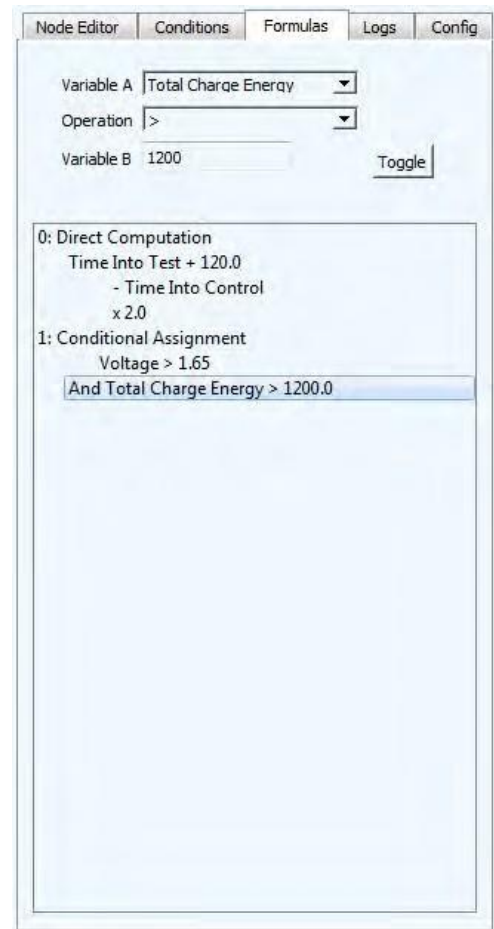 Node Editor Conditions Formulas Logs Config
Variable A Total Charge Energy
Operation >
Variable B 1200 Toggle
0: Direct Computation
Time Into Test + 120.0
- Time Into Control
x 2.0
1: Conditional Assignment
Voltage > 1.65
And Total Charge Energy > 1200.0